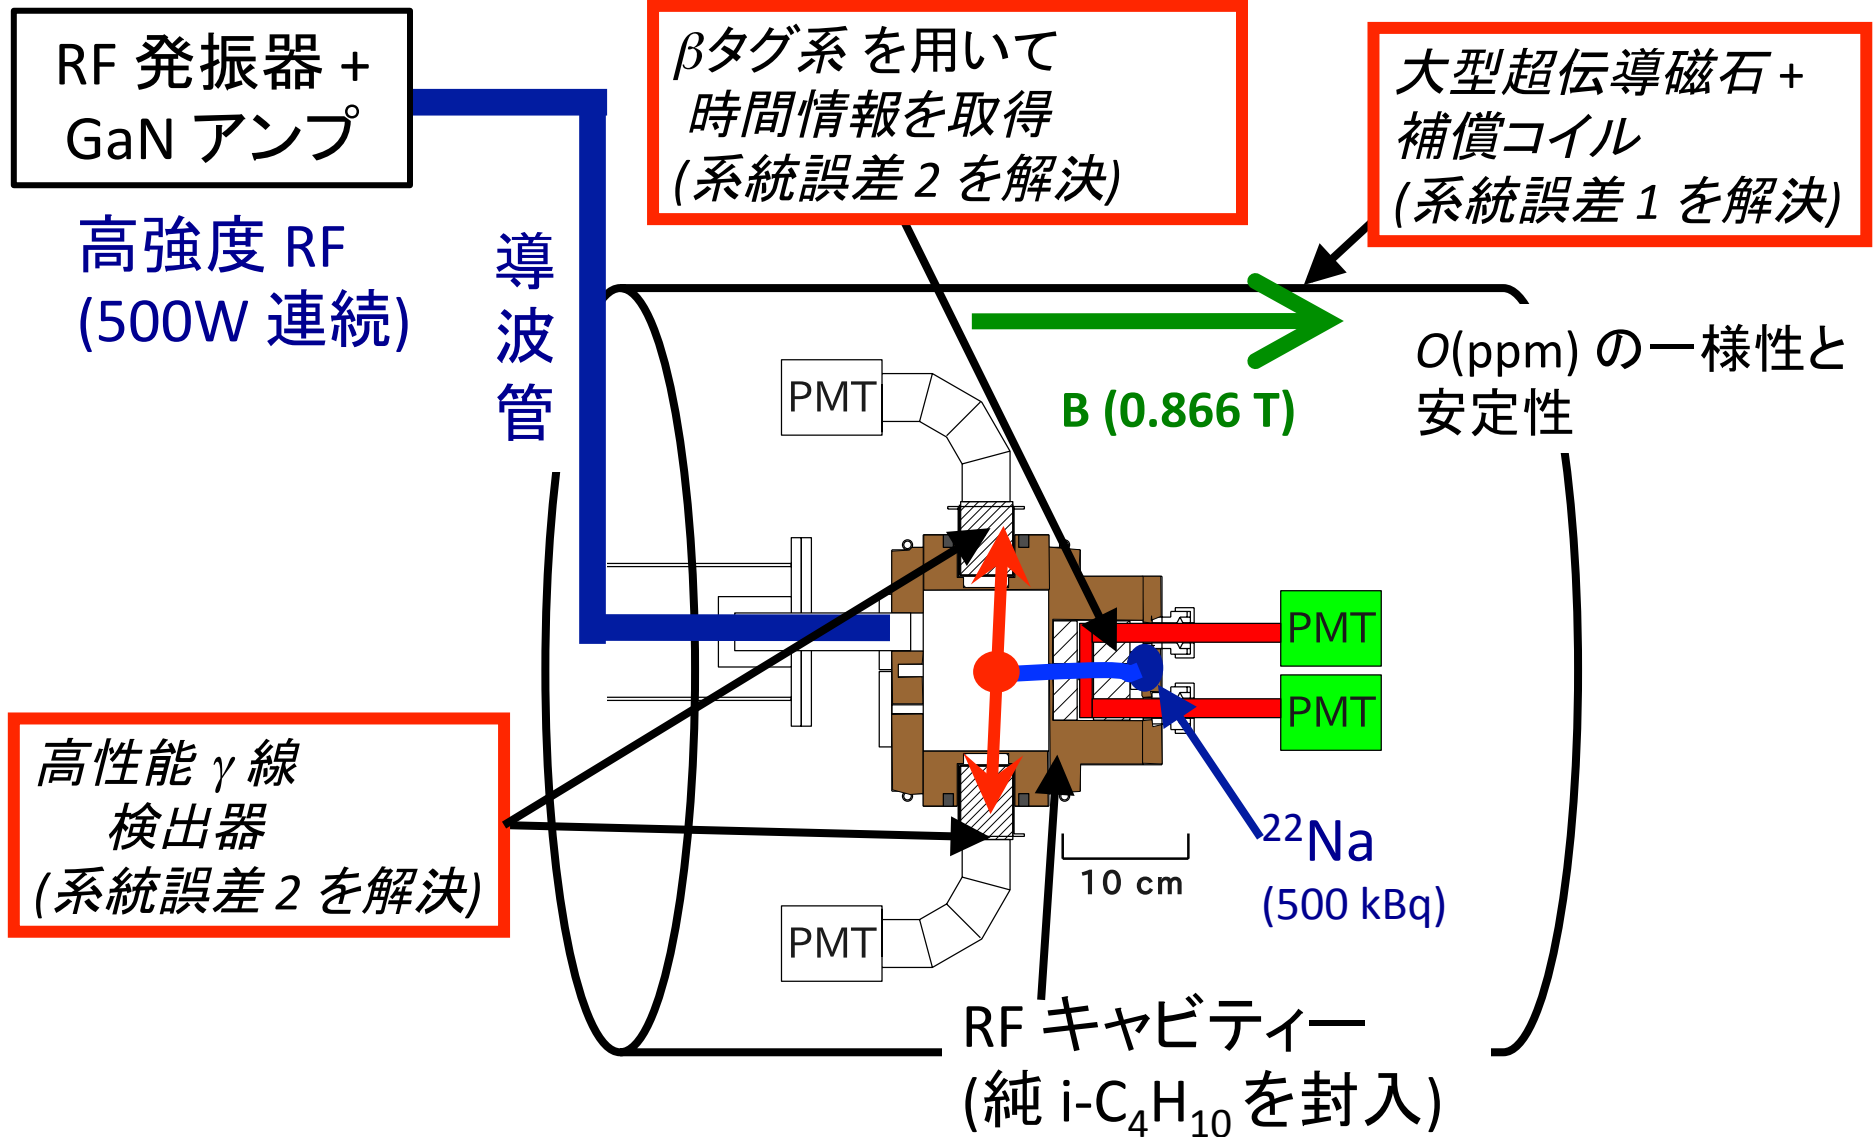 RF 発振器 +
GaN アンプ
高強度 RF
(500W 連続)
導波管
βタグ系 を用いて
時間情報を取得
(系統誤差 2 を解決)
大型超伝導磁石 +
補償コイル
(系統誤差 1 を解決)
B (0.866 T)
O(ppm) の一様性と
安定性
PMT
PMT
PMT
高性能 γ 線
検出器
(系統誤差 2 を解決)
10 cm
²²Na
(500 kBq)
PMT
RF キャビティー
(純 i-C₄H₁₀ を封入)